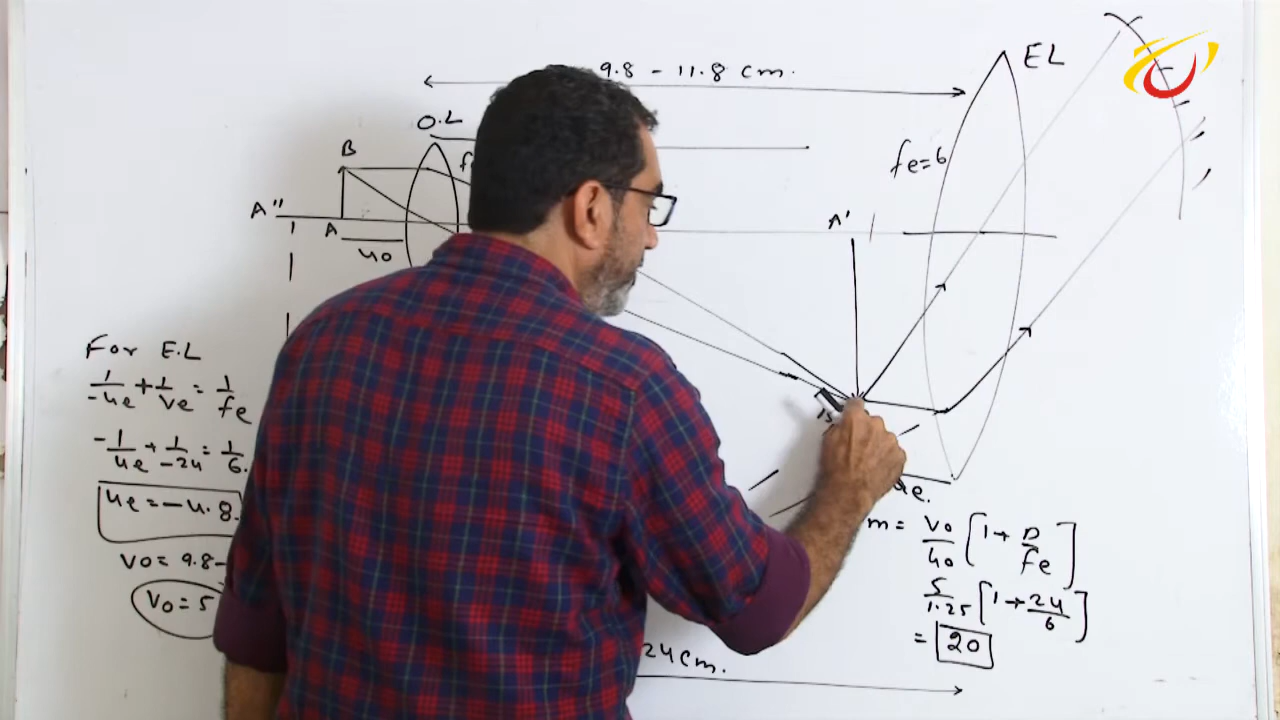 9.8 - 11.8 cm.
EL
O.L
fe=6
B
A"
A
A'
uo
For E.L
1/-ue + 1/ve = 1/fe
-1/ue + 1/-24 = 1/6.
ue = -4.8.
vo = 9.8-
vo = 5
ue.
m = vo/uo [1 + D/fe]
5/1.25 [1 + 24/6]
= 20
24cm.